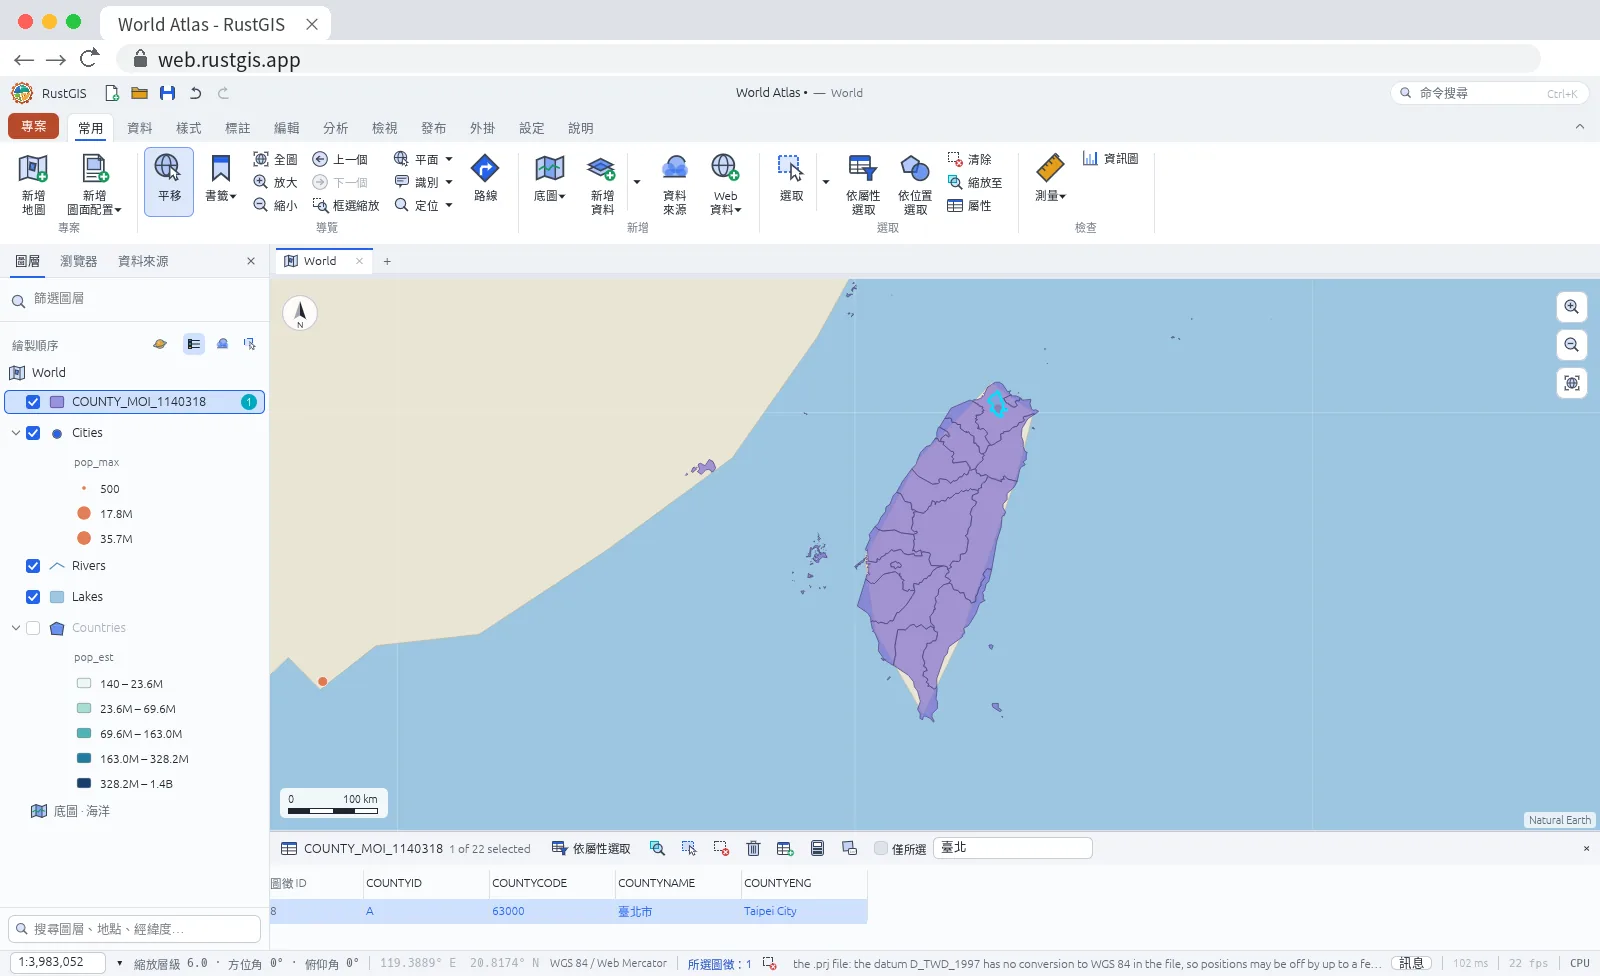 World Atlas - RustGIS
web.rustgis.app
RustGIS
World Atlas • — World
命令搜尋 Ctrl+K
專案 常用 資料 樣式 標註 編輯 分析 檢視 發布 外掛 設定 說明
新增地圖
新增圖面配置
專案
平移
書籤
全圖
放大
縮小
上一個
下一個
框選縮放
平面
識別
定位
路線
導覽
底圖
新增資料
資料來源
Web 資料
新增
選取
依屬性選取
依位置選取
清除
縮放至
屬性
選取
測量
資訊圖
檢查
圖層 瀏覽器 資料來源
篩選圖層
繪製順序
World
COUNTY_MOI_1140318 1
Cities
pop_max
500
17.8M
35.7M
Rivers
Lakes
Countries
pop_est
140 – 23.6M
23.6M – 69.6M
69.6M – 163.0M
163.0M – 328.2M
328.2M – 1.4B
底圖 · 海洋
搜尋圖層、地點、經緯度…
World
N
0 100 km
Natural Earth
COUNTY_MOI_1140318 1 of 22 selected 依屬性選取 僅所選 臺北
圖徵 ID COUNTYID COUNTYCODE COUNTYNAME COUNTYENG
8 A 63000 臺北市 Taipei City
1:3,983,052 縮放層級 6.0 · 方位角 0° · 俯仰角 0° 119.3889° E 20.8174° N WGS 84 / Web Mercator 所選圖徵：1 the .prj file: the datum D_TWD_1997 has no conversion to WGS 84 in the file, so positions may be off by up to a fe… 訊息 102 ms 22 fps CPU